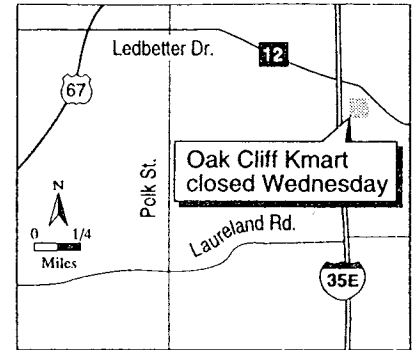 Ledbetter Dr.
12
67
Oak Cliff Kmart
closed Wednesday
Polk St.
N
0 1/4
Miles
Laureland Rd.
35E